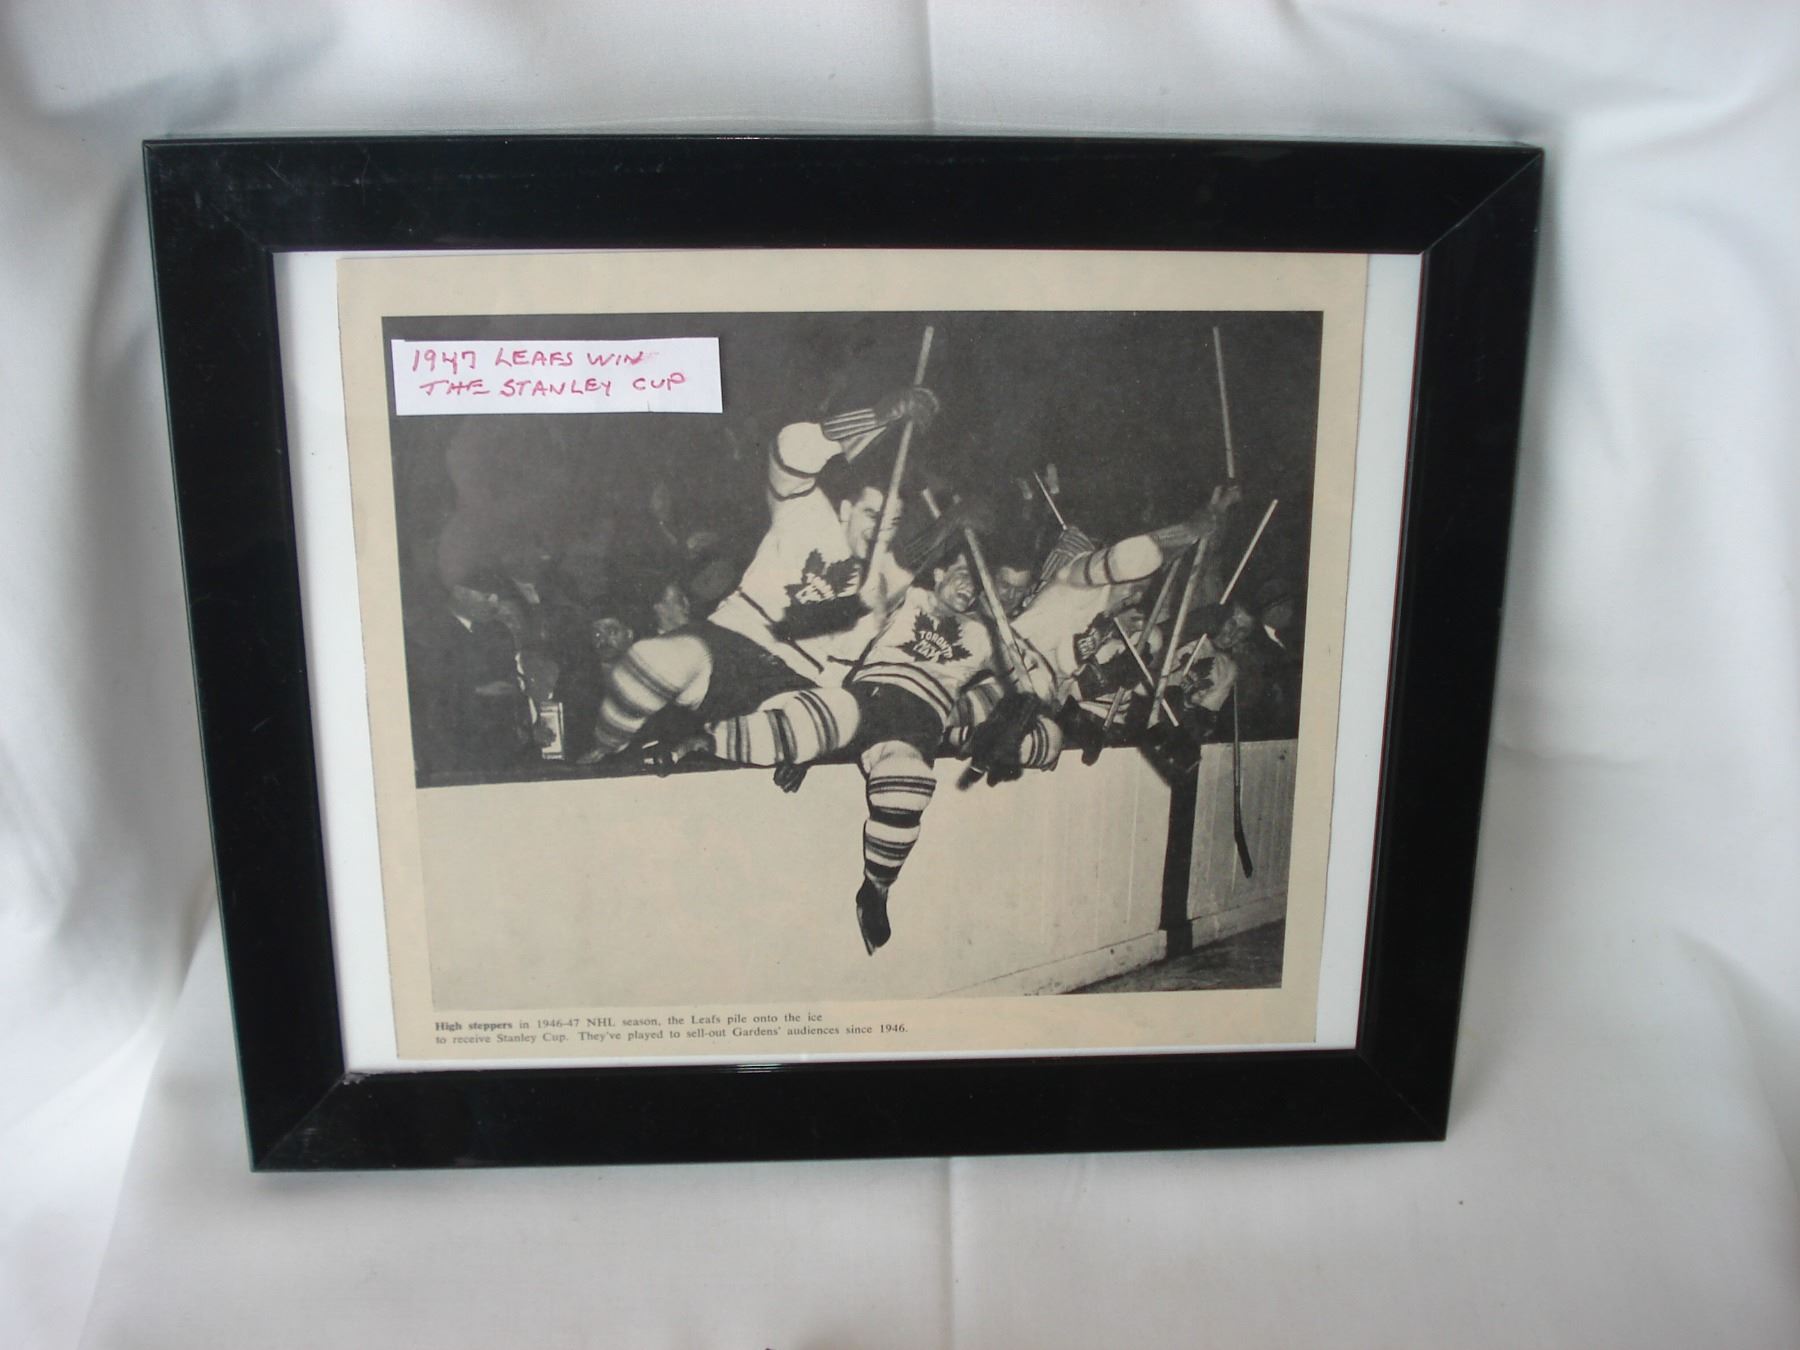 1947 LEAFS WIN
THE STANLEY CUP
TORONTO
High steppers in 1946-47 NHL season, the Leafs pile onto the ice
to receive Stanley Cup. They've played to sell-out Gardens' audiences since 1946.